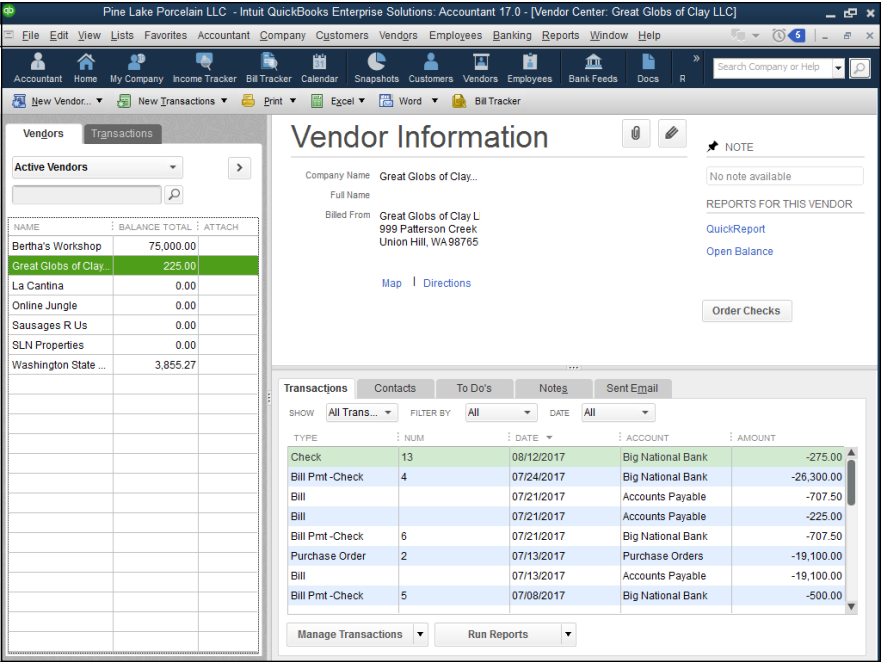 qb Pine Lake Porcelain LLC - Intuit QuickBooks Enterprise Solutions: Accountant 17.0 - [Vendor Center: Great Globs of Clay LLC]
File Edit View Lists Favorites Accountant Company Customers Vendors Employees Banking Reports Window Help 5
Accountant Home My Company Income Tracker Bill Tracker Calendar Snapshots Customers Vendors Employees Bank Feeds Docs R » Search Company or Help
31
New Vendor... New Transactions Print Excel Word Bill Tracker
Vendors Transactions
Active Vendors
NAME BALANCE TOTAL ATTACH
Bertha's Workshop 75,000.00
Great Globs of Clay... 225.00
La Cantina 0.00
Online Jungle 0.00
Sausages R Us 0.00
SLN Properties 0.00
Washington State ... 3,855.27
Vendor Information
Company Name Great Globs of Clay...
Full Name
Billed From Great Globs of Clay L
999 Patterson Creek
Union Hill, WA 98765
Map | Directions
NOTE
No note available
REPORTS FOR THIS VENDOR
QuickReport
Open Balance
Order Checks
Transactions Contacts To Do's Notes Sent Email
SHOW All Trans... FILTER BY All DATE All
TYPE NUM DATE ACCOUNT AMOUNT
Check 13 08/12/2017 Big National Bank -275.00
Bill Pmt -Check 4 07/24/2017 Big National Bank -26,300.00
Bill 07/21/2017 Accounts Payable -707.50
Bill 07/21/2017 Accounts Payable -225.00
Bill Pmt -Check 6 07/21/2017 Big National Bank -707.50
Purchase Order 2 07/13/2017 Purchase Orders -19,100.00
Bill 07/13/2017 Accounts Payable -19,100.00
Bill Pmt -Check 5 07/08/2017 Big National Bank -500.00
Manage Transactions Run Reports